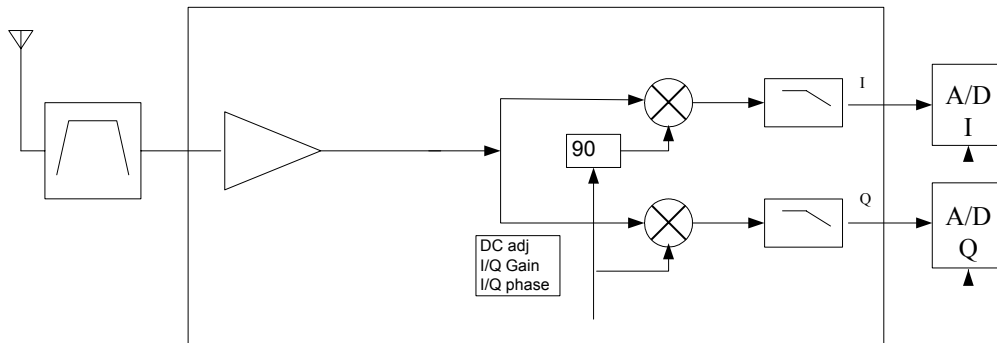 I
A/D
I
90
Q
A/D
Q
DC adj
I/Q Gain
I/Q phase